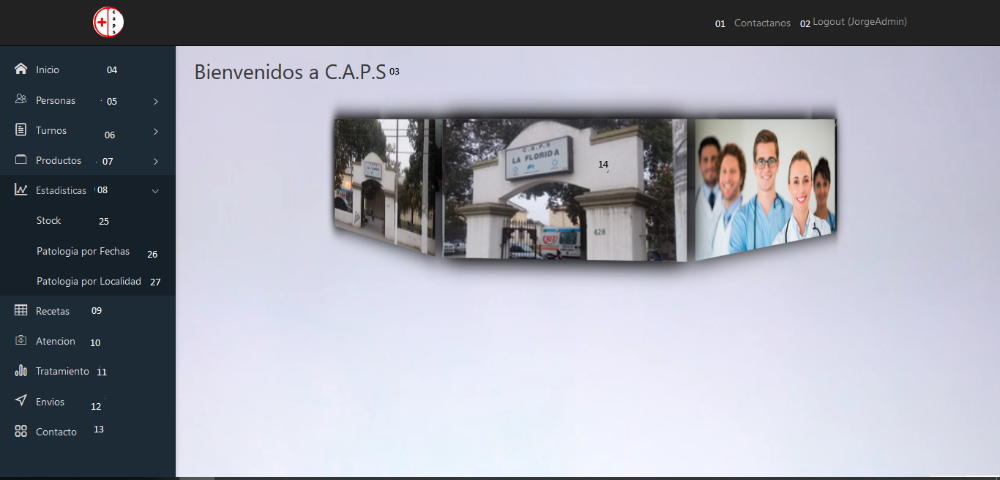 c
a
p
s
01 Contactanos 02 Logout (JorgeAdmin)
Inicio 04
Personas 05
Turnos 06
Productos 07
Estadisticas 08
Stock 25
Patologia por Fechas 26
Patologia por Localidad 27
Recetas 09
Atencion 10
Tratamiento 11
Envios 12
Contacto 13
Bienvenidos a C.A.P.S 03
C.A.P.S
LA FLORIDA
14
107
428